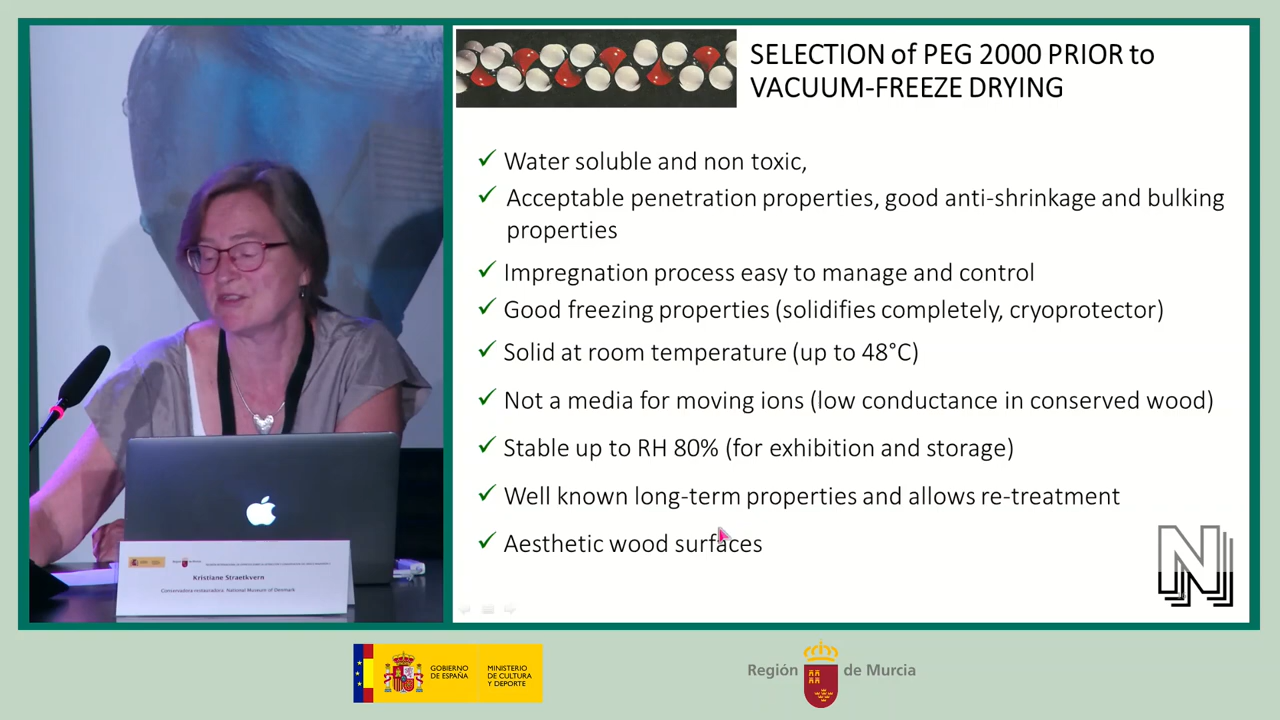 SELECTION of PEG 2000 PRIOR to
VACUUM-FREEZE DRYING
✓ Water soluble and non toxic,
✓ Acceptable penetration properties, good anti-shrinkage and bulking
properties
✓ Impregnation process easy to manage and control
✓ Good freezing properties (solidifies completely, cryoprotector)
✓ Solid at room temperature (up to 48°C)
✓ Not a media for moving ions (low conductance in conserved wood)
✓ Stable up to RH 80% (for exhibition and storage)
✓ Well known long-term properties and allows re-treatment
✓ Aesthetic wood surfaces
N
Kristiane Straetkvern
Conservadora restauradora. National Museum of Denmark
GOBIERNO
DE ESPAÑA
MINISTERIO
DE CULTURA
Y DEPORTE
Región de Murcia